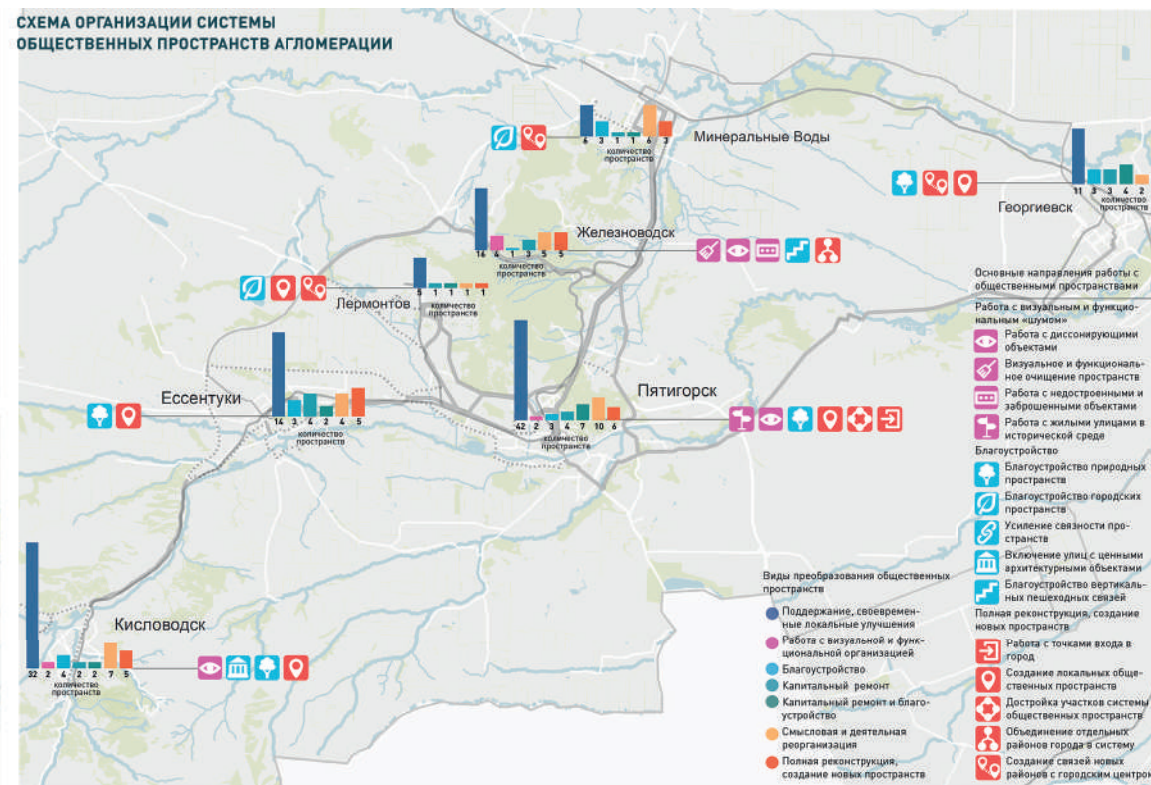 СХЕМА ОРГАНИЗАЦИИ СИСТЕМЫ
ОБЩЕСТВЕННЫХ ПРОСТРАНСТВ АГЛОМЕРАЦИИ
6 3 1 1 6 3
количество
пространств
Минеральные Воды
11 3 3 4 2
количество
пространств
Георгиевск
16 4 1 3 5 5
количество
пространств
Железноводск
5 1 1 1 1
количество
пространств
Лермонтов
14 3 4 2 4 5
количество
пространств
Ессентуки
42 2 3 4 7 10 6
количество
пространств
Пятигорск
32 2 4 2 2 7 5
количество
пространств
Кисловодск
Виды преобразования общественных
пространств
Поддержание, своевремен-
ные локальные улучшения
Работа с визуальной и функ-
циональной организацией
Благоустройство
Капитальный ремонт
Капитальный ремонт и благо-
устройство
Смысловая и деятельная
реорганизация
Полная реконструкция,
создание новых пространств
Основные направления работы с
общественными пространствами
Работа с визуальным и функцио-
нальным «шумом»
Работа с диссонирующими
объектами
Визуальное и функциональ-
ное очищение пространств
Работа с недостроенными и
заброшенными объектами
Работа с жилыми улицами в
исторической среде
Благоустройство
Благоустройство природных
пространств
Благоустройство городских
пространств
Усиление связности про-
странств
Включение улиц с ценными
архитектурными объектами
Благоустройство вертикаль-
ных пешеходных связей
Полная реконструкция, создание
новых пространств
Работа с точками входа в
город
Создание локальных обще-
ственных пространств
Достройка участков системы
общественных пространств
Объединение отдельных
районов города в систему
Создание связей новых
районов с городским центром